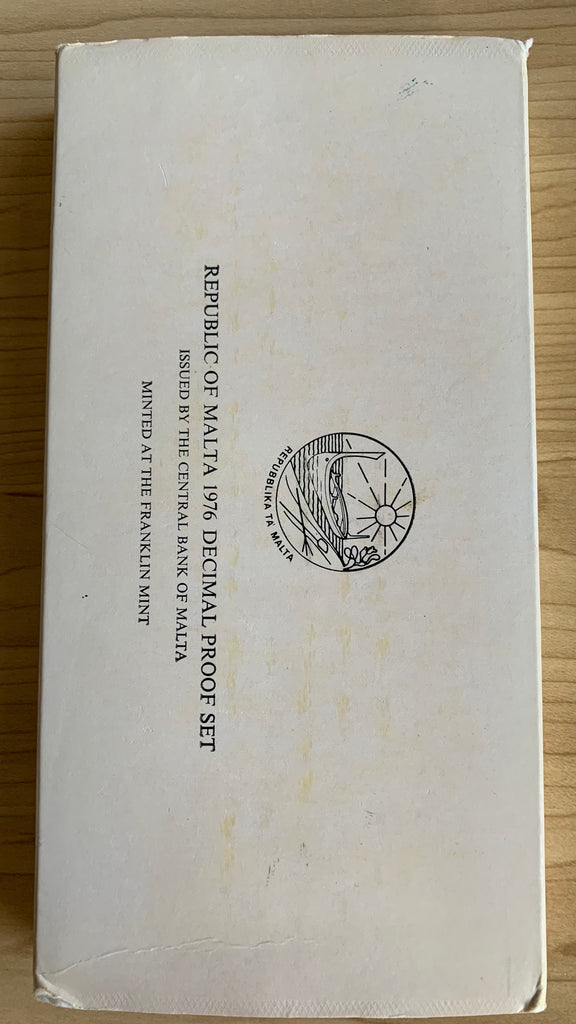 REPUBBLIKA TA' MALTA
REPUBLIC OF MALTA 1976 DECIMAL PROOF SET
ISSUED BY THE CENTRAL BANK OF MALTA
MINTED AT THE FRANKLIN MINT